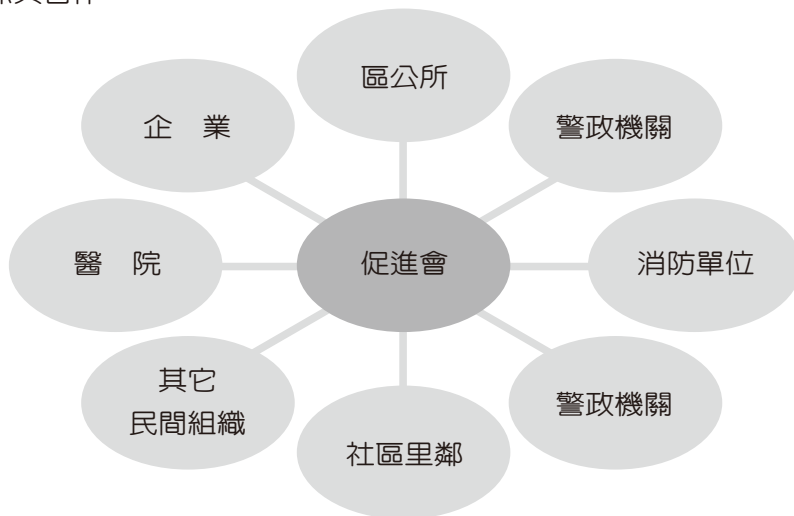 區公所
企　業
警政機關
醫　院
促進會
消防單位
其它
民間組織
警政機關
社區里鄰